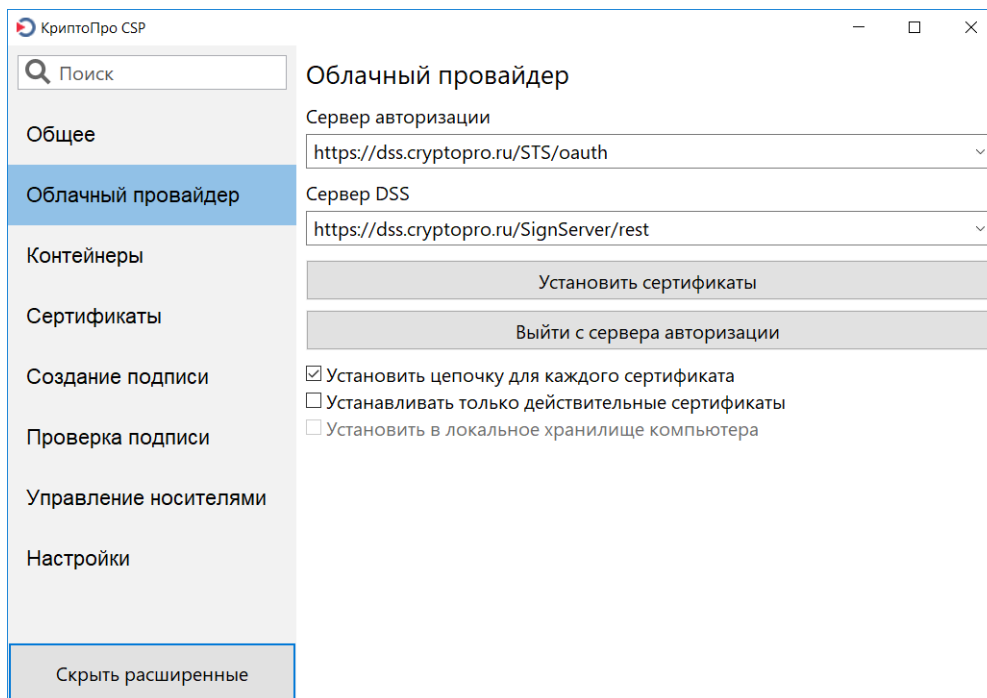 КриптоПро CSP
Поиск
Общее
Облачный провайдер
Контейнеры
Сертификаты
Создание подписи
Проверка подписи
Управление носителями
Настройки
Скрыть расширенные
Облачный провайдер
Сервер авторизации
https://dss.cryptopro.ru/STS/oauth
Сервер DSS
https://dss.cryptopro.ru/SignServer/rest
Установить сертификаты
Выйти с сервера авторизации
Установить цепочку для каждого сертификата
Устанавливать только действительные сертификаты
Установить в локальное хранилище компьютера